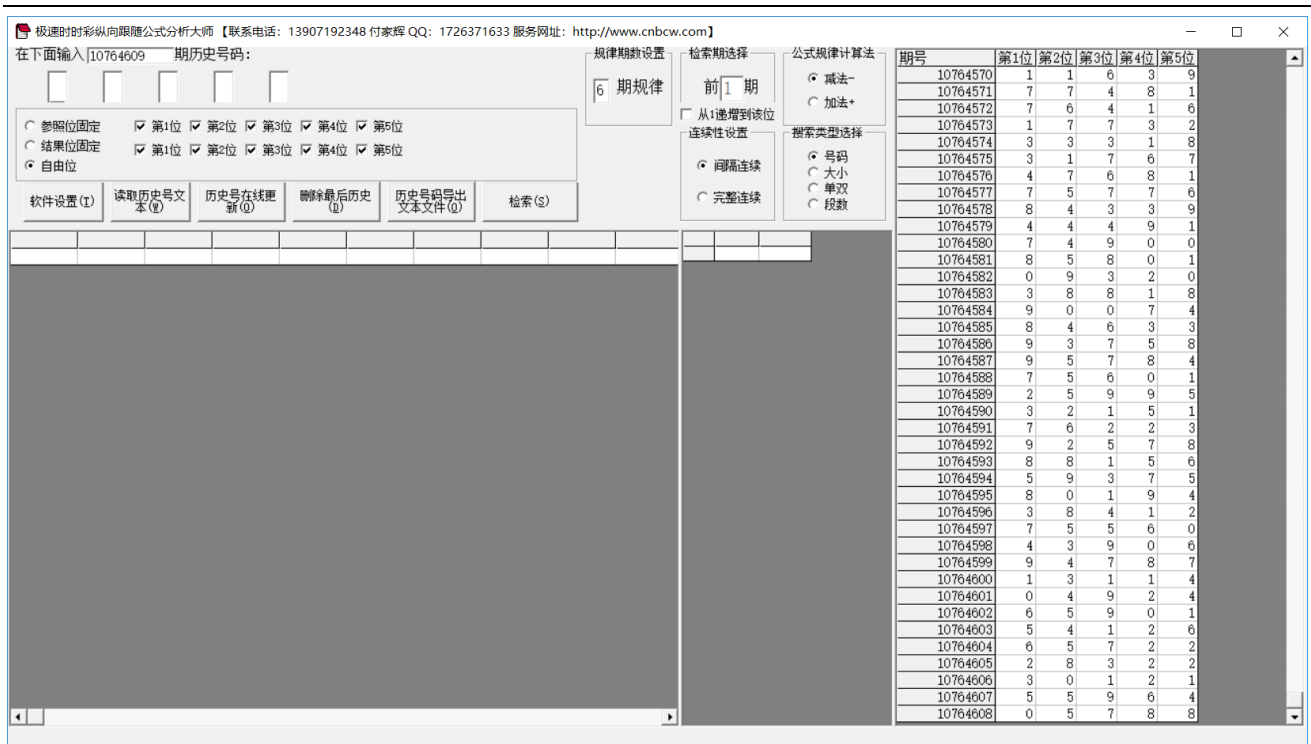 极速时时彩纵向跟随公式分析大师 【联系电话：13907192348 付家辉 QQ：1726371633 服务网址：http://www.cnbcw.com】
在下面输入 10764609 期历史号码：
参照位固定 第1位 第2位 第3位 第4位 第5位
结果位固定 第1位 第2位 第3位 第4位 第5位
自由位
软件设置(I) 读取历史号文本(W) 历史号在线更新(O) 删除最后历史(D) 历史号码导出文本文件(O) 检索(S)
规律期数设置
6 期规律
检索期选择
前 1 期
从1递增到该位
公式规律计算法
减法-
加法+
连续性设置
间隔连续
完整连续
搜索类型选择
号码
大小
单双
段数
期号 第1位 第2位 第3位 第4位 第5位
10764570 1 1 6 3 9
10764571 7 7 4 8 1
10764572 7 6 4 1 6
10764573 1 7 7 3 2
10764574 3 3 3 1 8
10764575 3 1 7 6 7
10764576 4 7 6 8 1
10764577 7 5 7 7 6
10764578 8 4 3 3 9
10764579 4 4 4 9 1
10764580 7 4 9 0 0
10764581 8 5 8 0 1
10764582 0 9 3 2 0
10764583 3 8 8 1 8
10764584 9 0 0 7 4
10764585 8 4 6 3 3
10764586 9 3 7 5 8
10764587 9 5 7 8 4
10764588 7 5 6 0 1
10764589 2 5 9 9 5
10764590 3 2 1 5 1
10764591 7 6 2 2 3
10764592 9 2 5 7 8
10764593 8 8 1 5 6
10764594 5 9 3 7 5
10764595 8 0 1 9 4
10764596 3 8 4 1 2
10764597 7 5 5 6 0
10764598 4 3 9 0 6
10764599 9 4 7 8 7
10764600 1 3 1 1 4
10764601 0 4 9 2 4
10764602 6 5 9 0 1
10764603 5 4 1 2 6
10764604 6 5 7 2 2
10764605 2 8 3 2 2
10764606 3 0 1 2 1
10764607 5 5 9 6 4
10764608 0 5 7 8 8